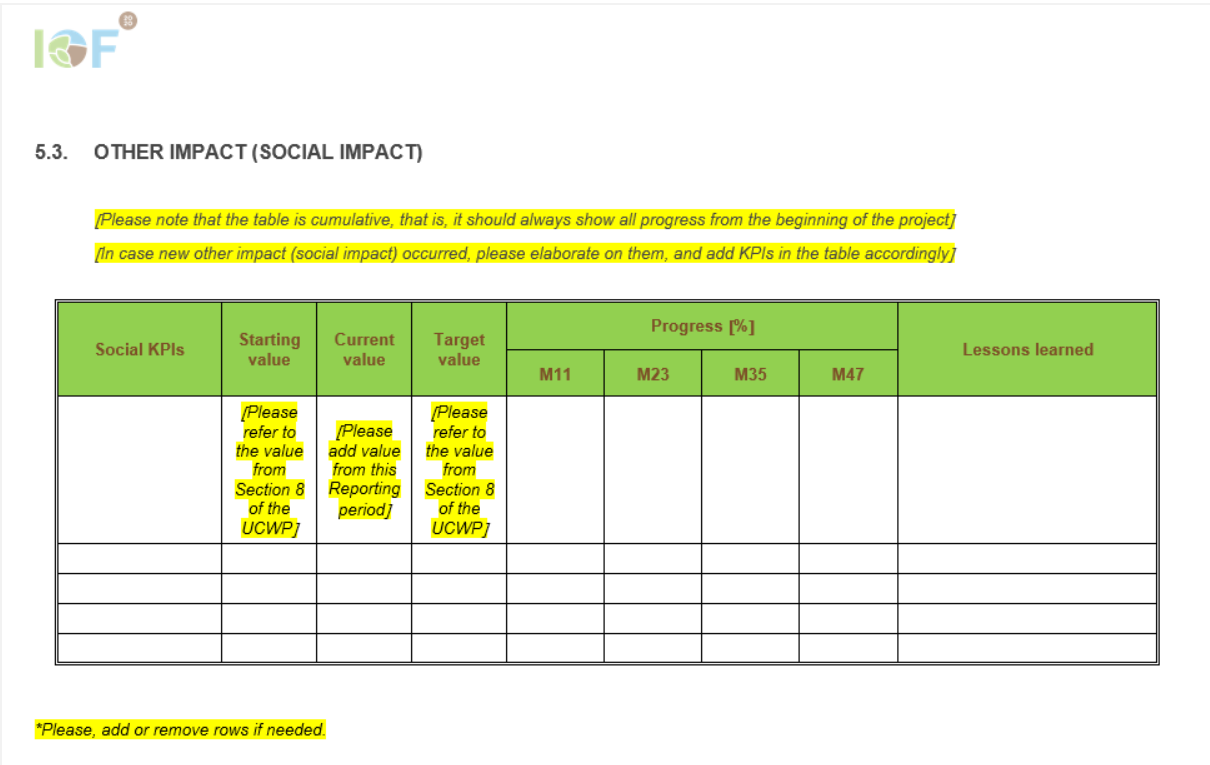 IOF 2020
5.3. OTHER IMPACT (SOCIAL IMPACT)
[Please note that the table is cumulative, that is, it should always show all progress from the beginning of the project]
[In case new other impact (social impact) occurred, please elaborate on them, and add KPIs in the table accordingly]
Social KPIs
Starting
value
Current
value
Target
value
Progress [%]
M11
M23
M35
M47
Lessons learned
[Please
refer to
the value
from
Section 8
of the
UCWP]
[Please
add value
from this
Reporting
period]
[Please
refer to
the value
from
Section 8
of the
UCWP]
*Please, add or remove rows if needed.